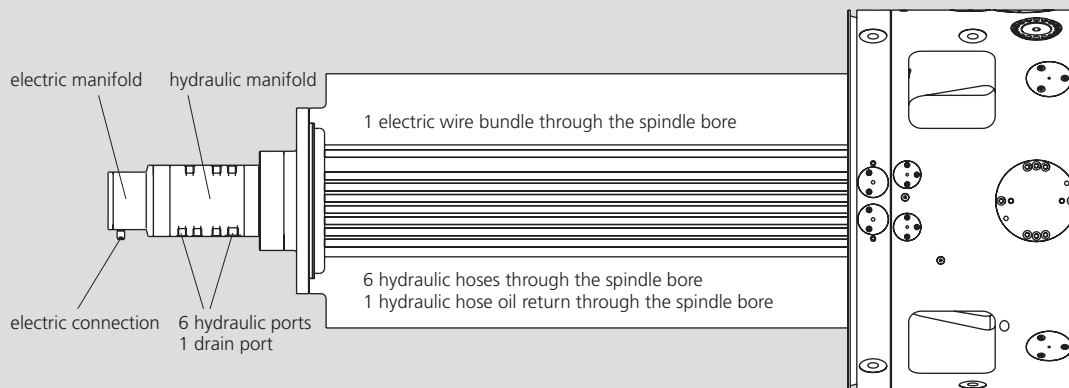 electric manifold
hydraulic manifold
1 electric wire bundle through the spindle bore
6 hydraulic hoses through the spindle bore
1 hydraulic hose oil return through the spindle bore
electric connection
6 hydraulic ports
1 drain port